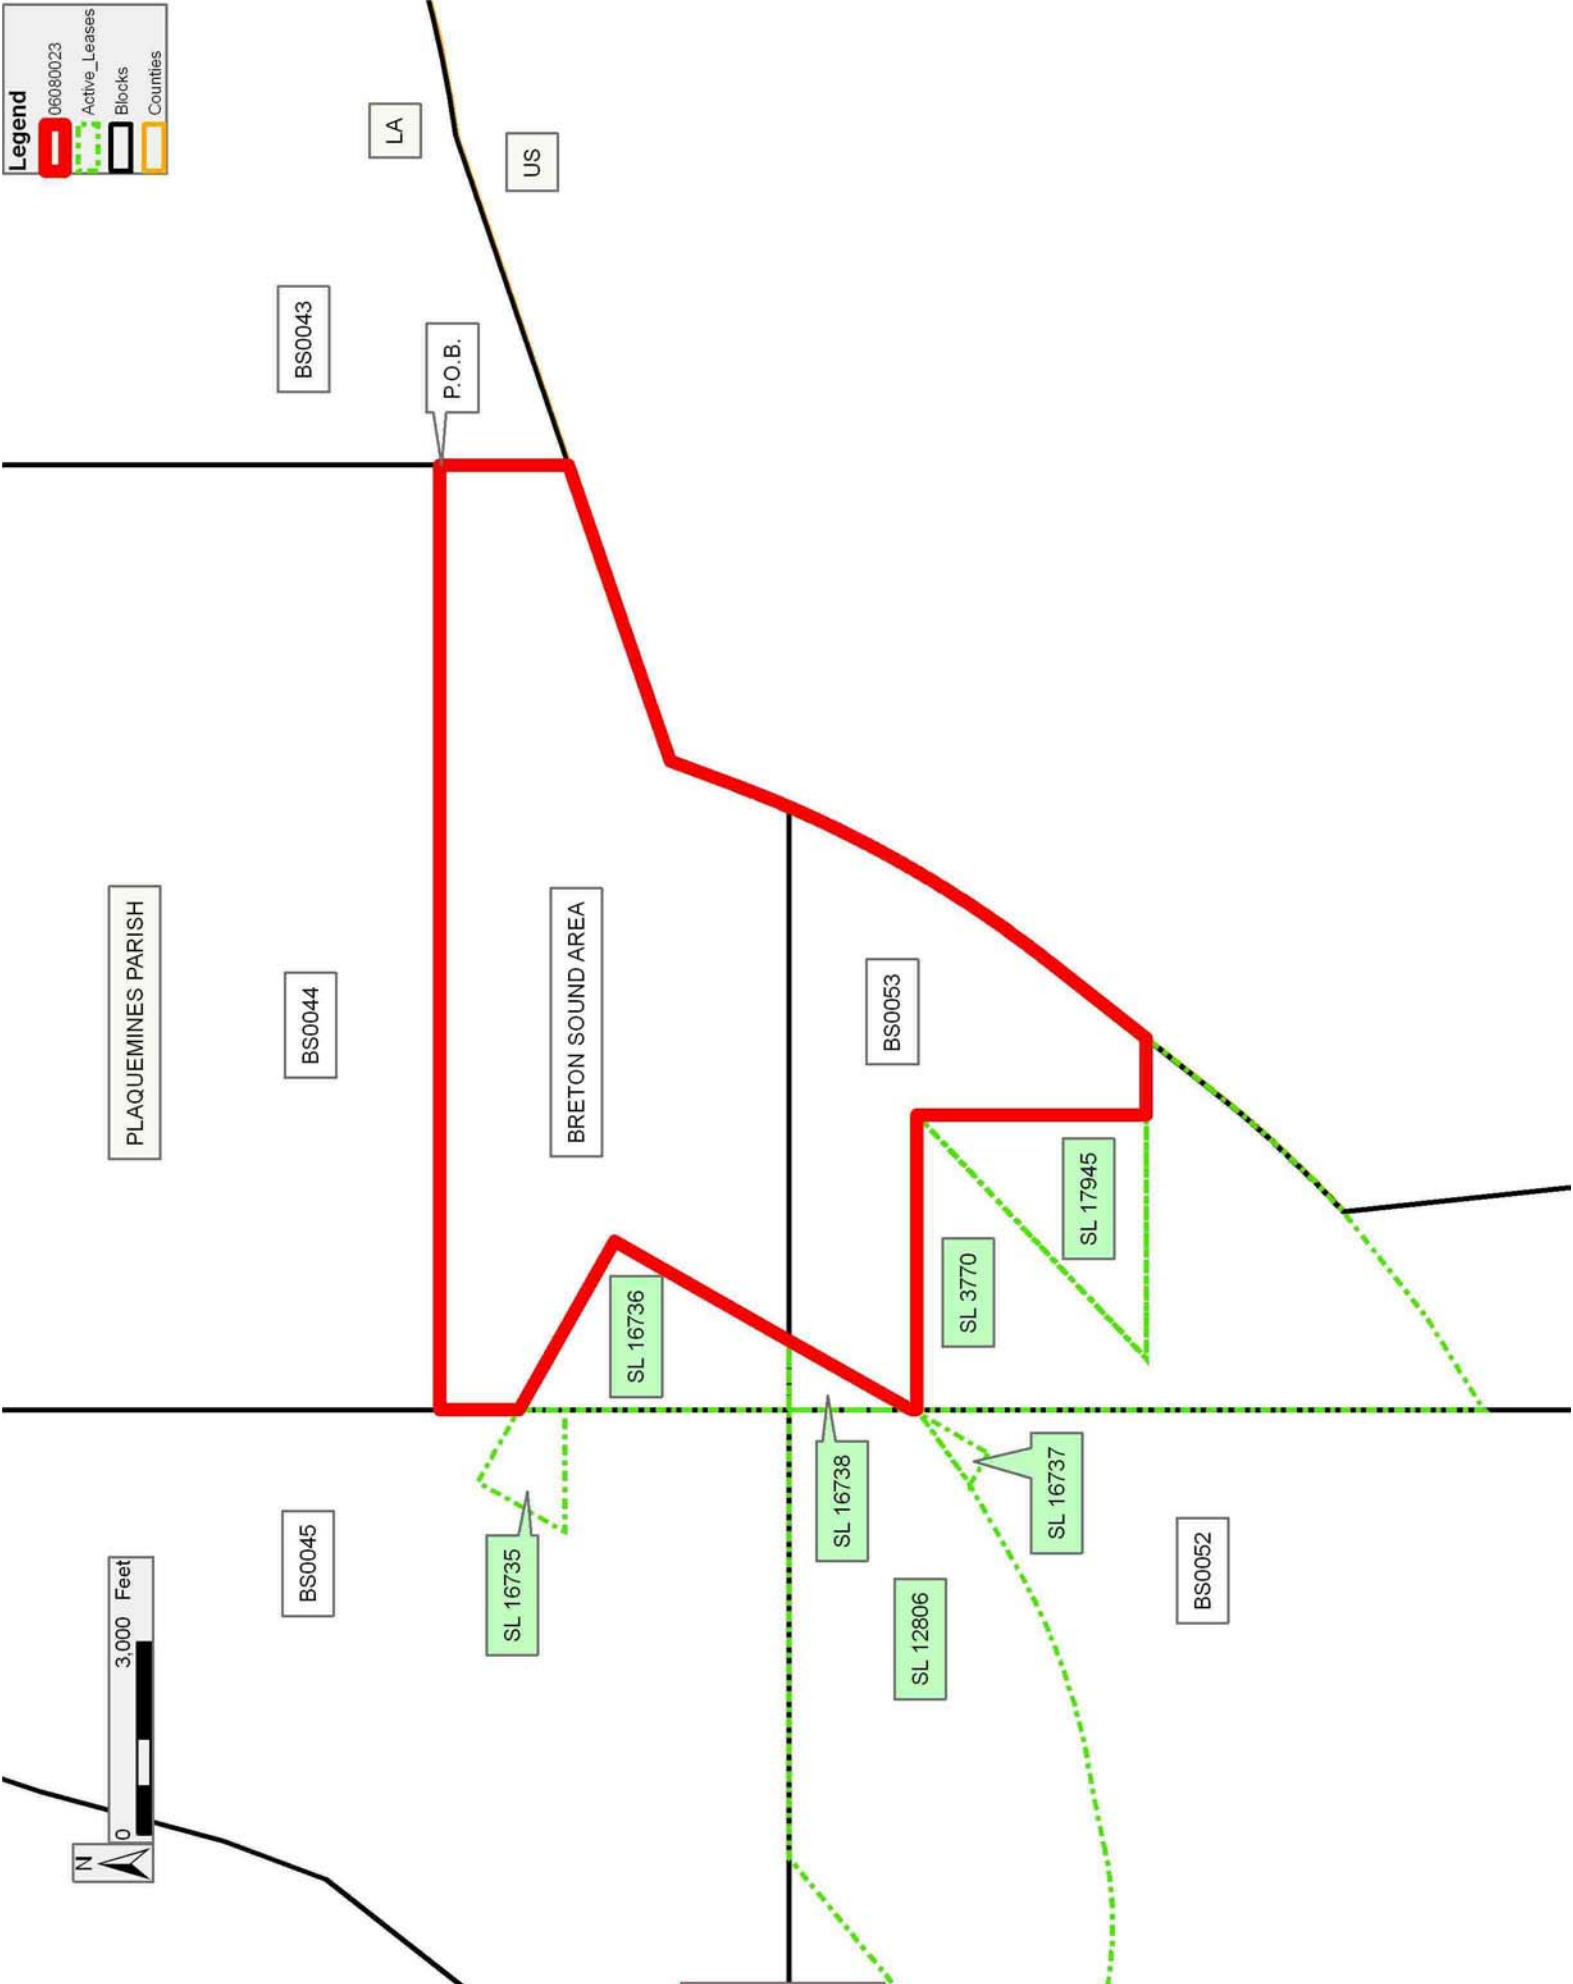 N
0 3,000 Feet
PLAQUEMINES PARISH
Legend
06080023
Active_Leases
Blocks
Counties
BS0045
BS0044
BS0043
LA
P.O.B.
US
SL 16735
BRETON SOUND AREA
SL 16736
SL 16738
SL 12806
BS0053
SL 3770
SL 16737
SL 17945
BS0052